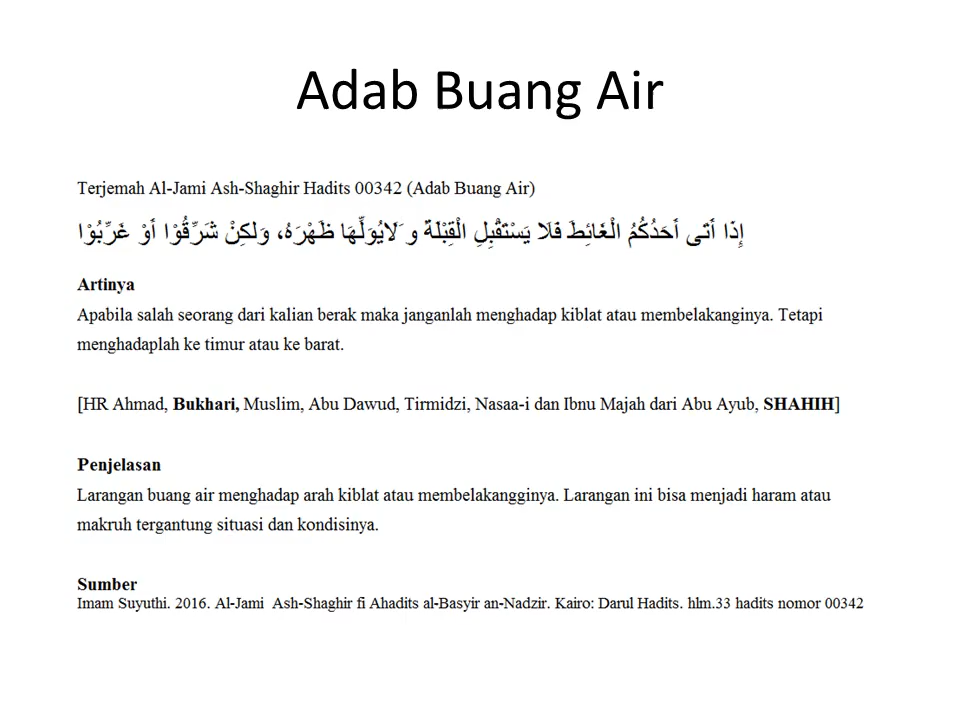 Adab Buang Air
Terjemah Al-Jami Ash-Shaghir Hadits 00342 (Adab Buang Air)
إِذَا أَتَى أَحَدُكُمُ الْغَائِطَ فَلَا يَسْتَقْبِلِ الْقِبْلَةَ و َلَايُوَلِّهَا ظَهْرَهُ، وَلَكِنْ شَرِّقُوْا أَوْ غَرِّبُوْا
Artinya
Apabila salah seorang dari kalian berak maka janganlah menghadap kiblat atau membelakanginya. Tetapi
menghadaplah ke timur atau ke barat.
[HR Ahmad, Bukhari, Muslim, Abu Dawud, Tirmidzi, Nasaa-i dan Ibnu Majah dari Abu Ayub, SHAHIH]
Penjelasan
Larangan buang air menghadap arah kiblat atau membelakangginya. Larangan ini bisa menjadi haram atau
makruh tergantung situasi dan kondisinya.
Sumber
Imam Suyuthi. 2016. Al-Jami  Ash-Shaghir fi Ahadits al-Basyir an-Nadzir. Kairo: Darul Hadits. hlm.33 hadits nomor 00342